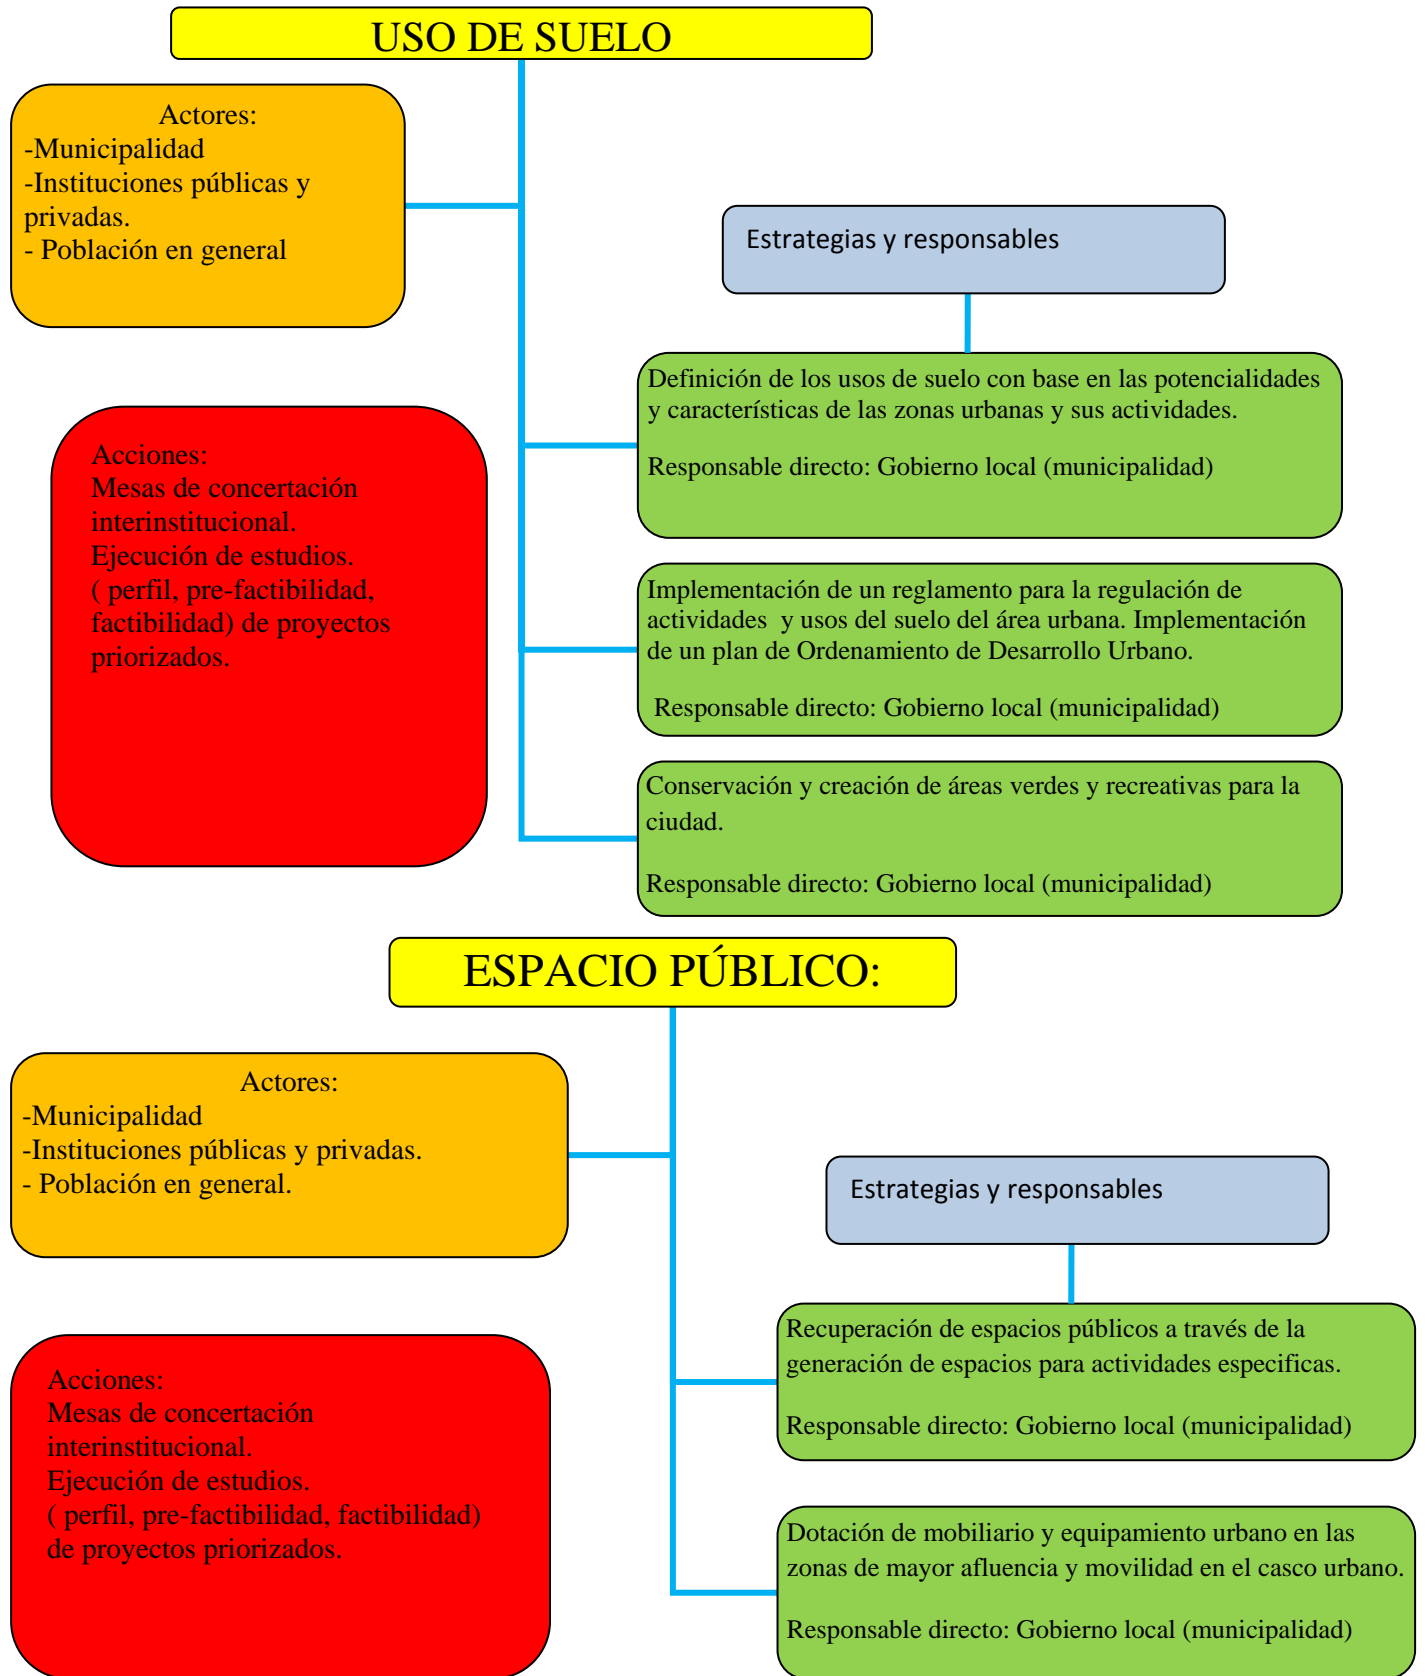 USO DE SUELO
Actores:
-Municipalidad
-Instituciones públicas y
privadas.
- Población en general
Estrategias y responsables
Definición de los usos de suelo con base en las potencialidades
y características de las zonas urbanas y sus actividades.
Responsable directo: Gobierno local (municipalidad)
Acciones:
Mesas de concertación
interinstitucional.
Ejecución de estudios.
( perfil, pre-factibilidad,
factibilidad) de proyectos
priorizados.
Implementación de un reglamento para la regulación de
actividades  y usos del suelo del área urbana. Implementación
de un plan de Ordenamiento de Desarrollo Urbano.
Responsable directo: Gobierno local (municipalidad)
Conservación y creación de áreas verdes y recreativas para la
ciudad.
Responsable directo: Gobierno local (municipalidad)
ESPACIO PÚBLICO:
Actores:
-Municipalidad
-Instituciones públicas y privadas.
- Población en general.
Estrategias y responsables
Recuperación de espacios públicos a través de la
generación de espacios para actividades especificas.
Responsable directo: Gobierno local (municipalidad)
Acciones:
Mesas de concertación
interinstitucional.
Ejecución de estudios.
( perfil, pre-factibilidad, factibilidad)
de proyectos priorizados.
Dotación de mobiliario y equipamiento urbano en las
zonas de mayor afluencia y movilidad en el casco urbano.
Responsable directo: Gobierno local (municipalidad)